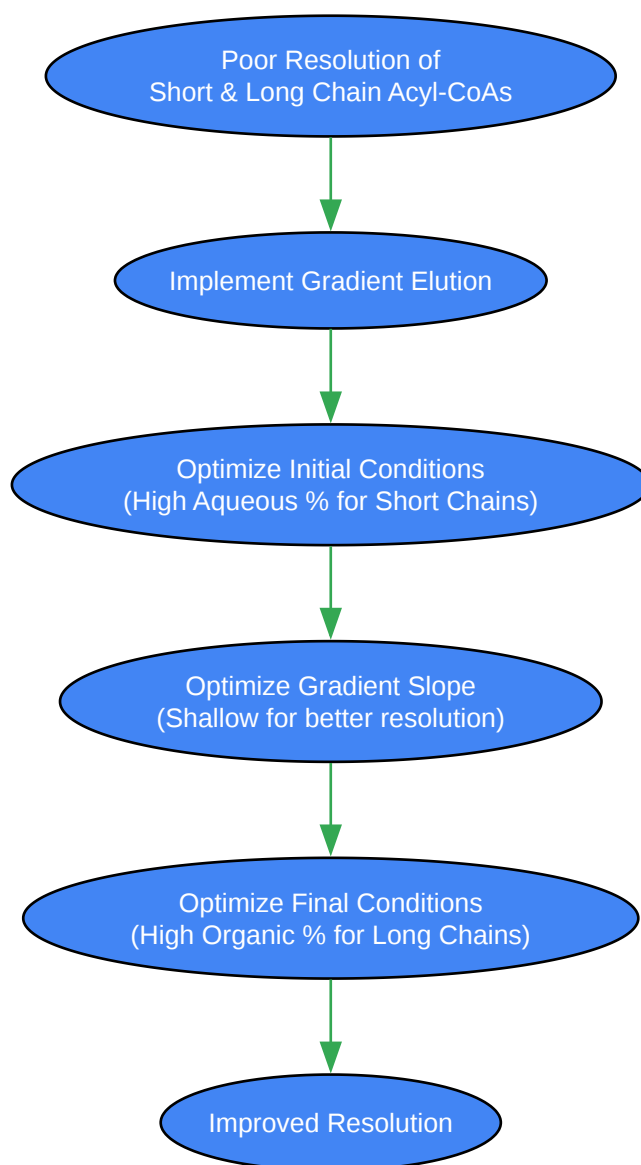 Poor Resolution of
Short & Long Chain Acyl-CoAs
Implement Gradient Elution
Optimize Initial Conditions
(High Aqueous % for Short Chains)
Optimize Gradient Slope
(Shallow for better resolution)
Optimize Final Conditions
(High Organic % for Long Chains)
Improved Resolution